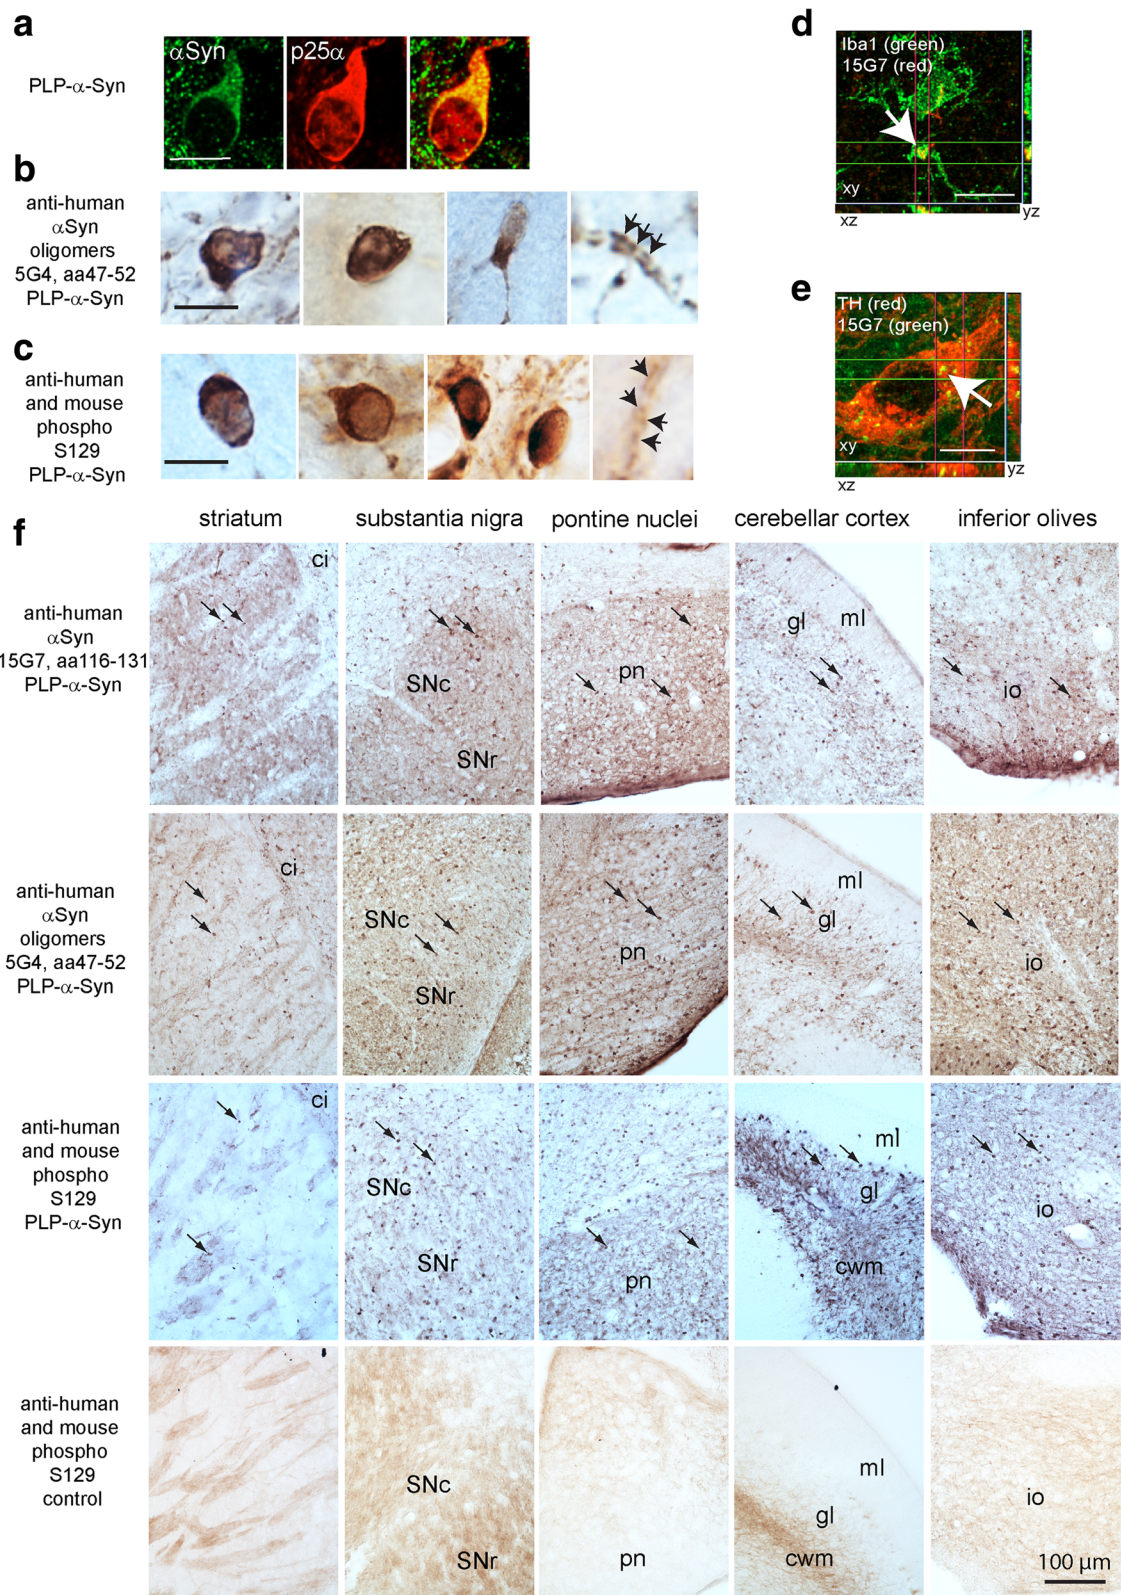 a
αSyn
p25α
PLP-α-Syn
b
anti-human
αSyn
oligomers
5G4, aa47-52
PLP-α-Syn
c
anti-human
and mouse
phospho
S129
PLP-α-Syn
d
Iba1 (green)
15G7 (red)
xy
xz
yz
e
TH (red)
15G7 (green)
xy
xz
yz
f
striatum
substantia nigra
pontine nuclei
cerebellar cortex
inferior olives
anti-human
αSyn
15G7, aa116-131
PLP-α-Syn
ci
SNc
SNr
pn
gl
ml
io
anti-human
αSyn
oligomers
5G4, aa47-52
PLP-α-Syn
ci
SNc
SNr
pn
ml
gl
io
anti-human
and mouse
phospho
S129
PLP-α-Syn
ci
SNc
SNr
pn
ml
gl
cwm
io
anti-human
and mouse
phospho
S129
control
SNc
SNr
pn
ml
gl
cwm
io
100 µm